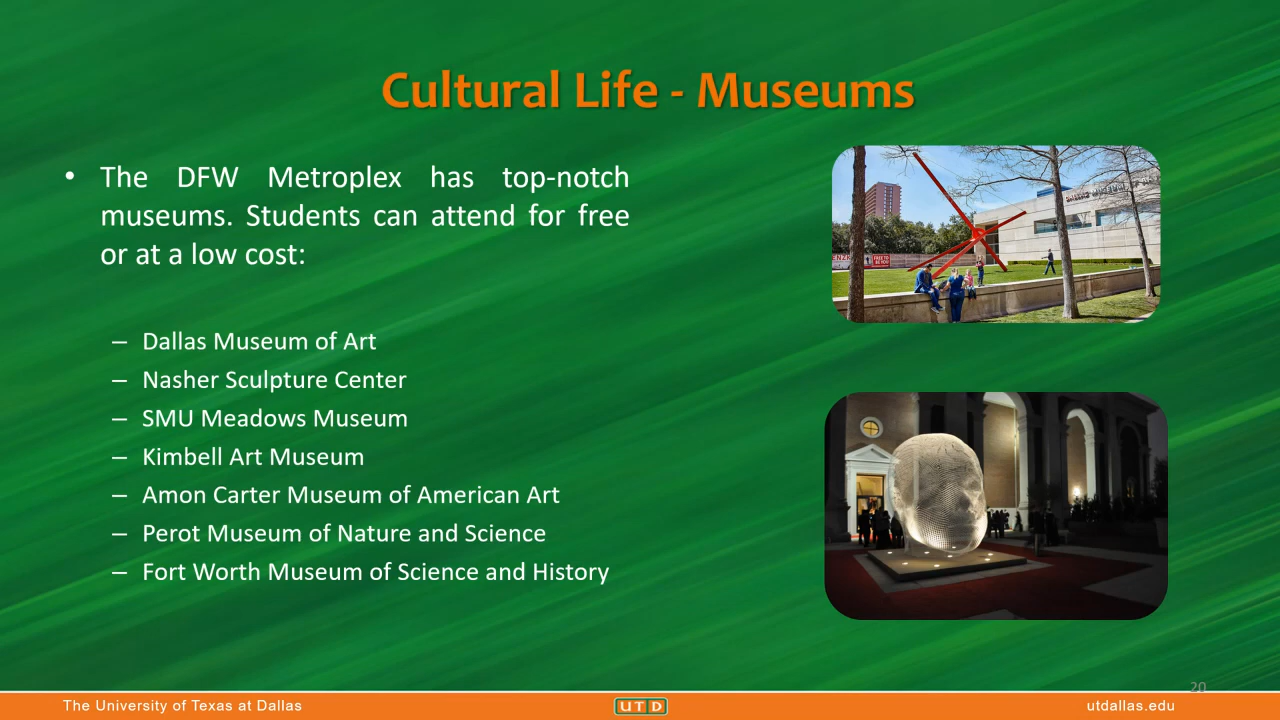 Cultural Life - Museums
• The DFW Metroplex has top-notch
museums. Students can attend for free
or at a low cost:
– Dallas Museum of Art
– Nasher Sculpture Center
– SMU Meadows Museum
– Kimbell Art Museum
– Amon Carter Museum of American Art
– Perot Museum of Nature and Science
– Fort Worth Museum of Science and History
20
The University of Texas at Dallas
UTD
utdallas.edu